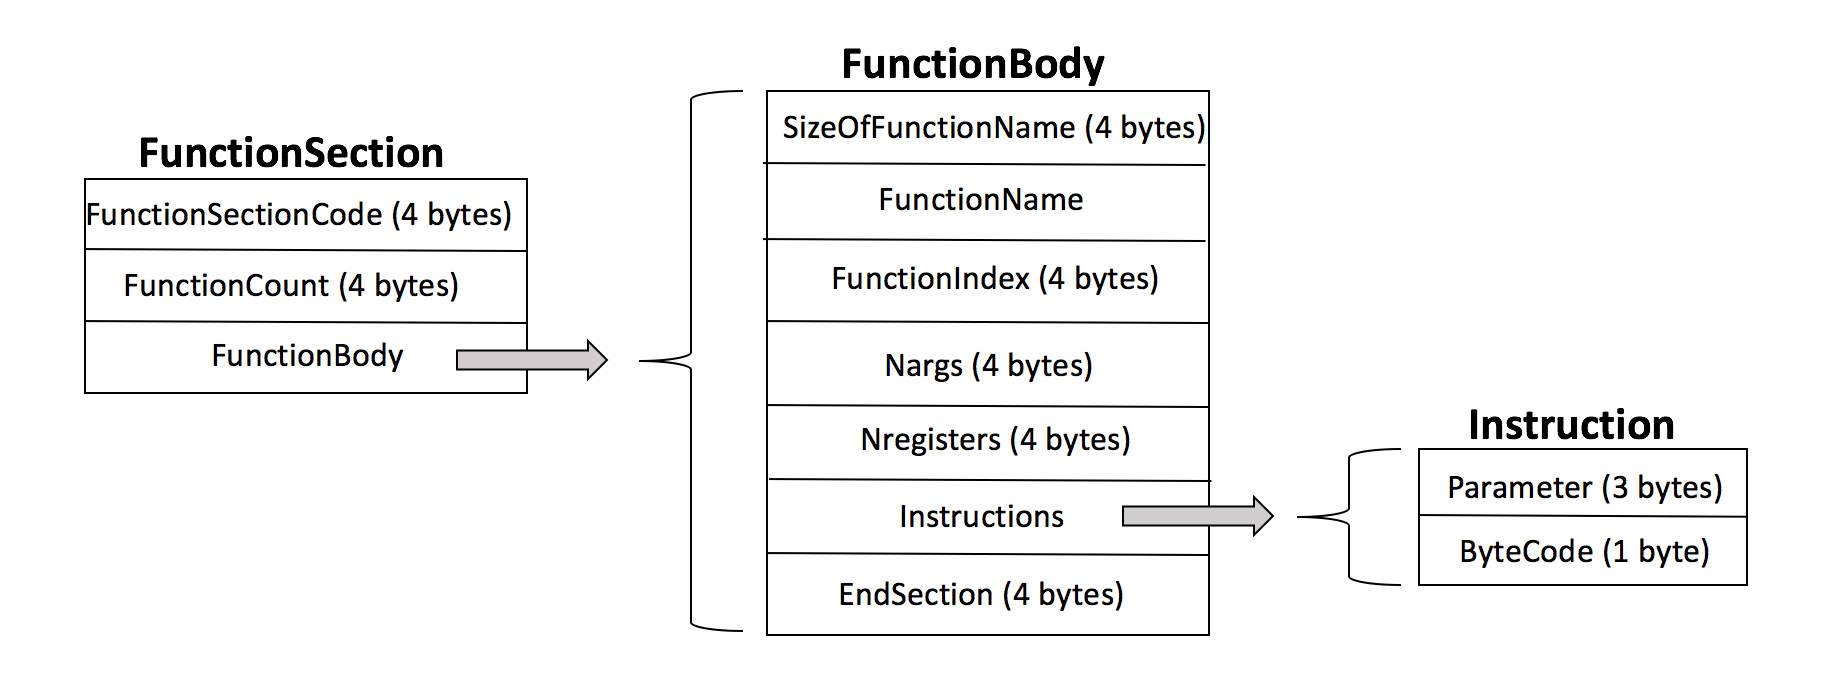 FunctionSection
FunctionSectionCode (4 bytes)
FunctionCount (4 bytes)
FunctionBody
FunctionBody
SizeOfFunctionName (4 bytes)
FunctionName
FunctionIndex (4 bytes)
Nargs (4 bytes)
Nregisters (4 bytes)
Instructions
EndSection (4 bytes)
Instruction
Parameter (3 bytes)
ByteCode (1 byte)